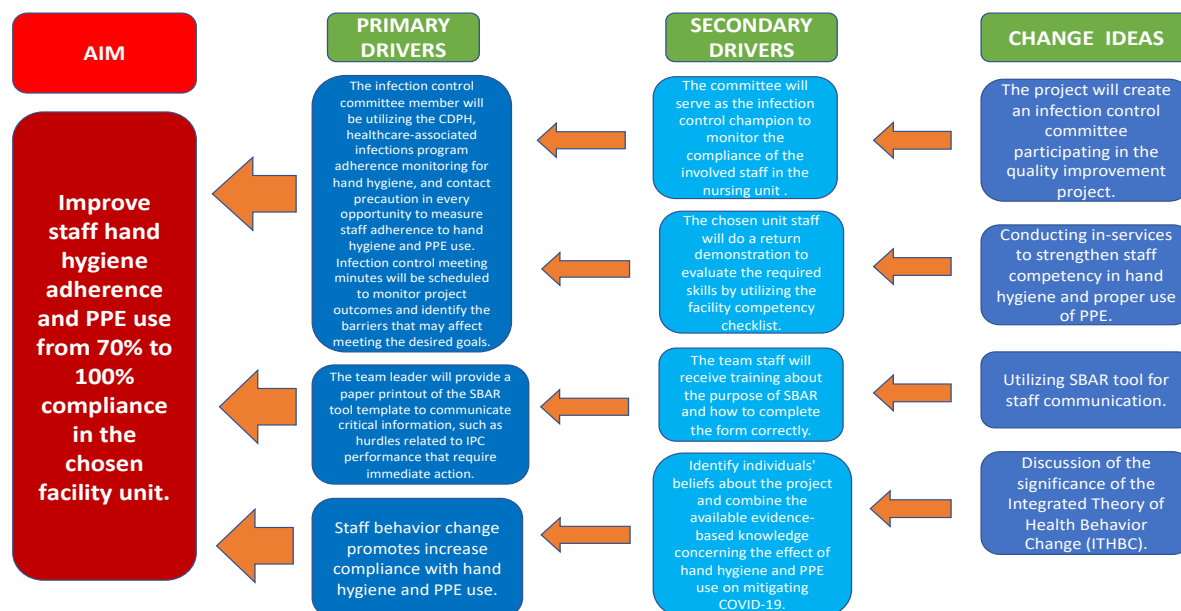 AIM
Improve
staff hand
hygiene
adherence
and PPE use
from 70% to
100%
compliance
in the
chosen
facility unit.
PRIMARY
DRIVERS
The infection control
committee member will
be utilizing the CDPH,
healthcare-associated
infections program
adherence monitoring for
hand hygiene, and contact
precaution in every
opportunity to measure
staff adherence to hand
hygiene and PPE use.
Infection control meeting
minutes will be scheduled
to monitor project
outcomes and identify the
barriers that may affect
meeting the desired goals.
The team leader will provide a
paper printout of the SBAR
tool template to communicate
critical information, such as
hurdles related to IPC
performance that require
immediate action.
Staff behavior change
promotes increase
compliance with hand
hygiene and PPE use.
SECONDARY
DRIVERS
The committee will
serve as the infection
control champion to
monitor the
compliance of the
involved staff in the
nursing unit .
The chosen unit staff
will do a return
demonstration to
evaluate the required
skills by utilizing the
facility competency
checklist.
The team staff will
receive training about
the purpose of SBAR
and how to complete
the form correctly.
Identify individuals'
beliefs about the
project and combine the
available evidence-
based knowledge
concerning the effect of
hand hygiene and PPE
use on mitigating
COVID-19.
CHANGE IDEAS
The project will create
an infection control
committee
participating in the
quality improvement
project.
Conducting in-services
to strengthen staff
competency in hand
hygiene and proper use
of PPE.
Utilizing SBAR tool for
staff communication.
Discussion of the
significance of the
Integrated Theory of
Health Behavior
Change (ITHBC).